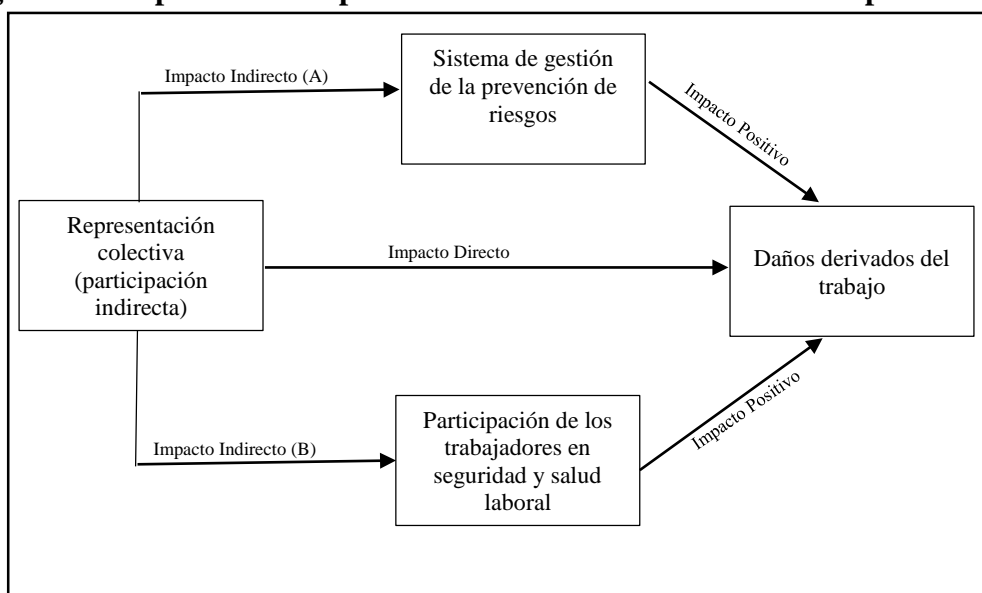 Impacto Indirecto (A)
Sistema de gestión
de la prevención de
riesgos
Impacto Positivo
Representación
colectiva
(participación
indirecta)
Impacto Directo
Daños derivados del
trabajo
Impacto Indirecto (B)
Participación de los
trabajadores en
seguridad y salud
laboral
Impacto Positivo